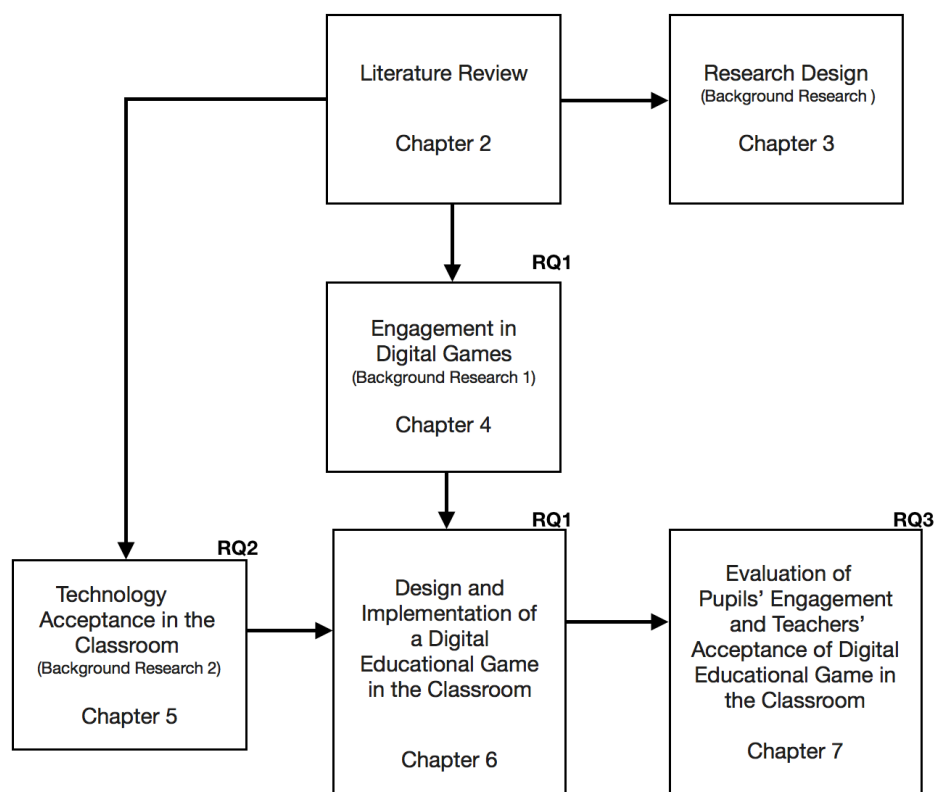 Literature Review
Chapter 2
Research Design
(Background Research )
Chapter 3
RQ1
Engagement in
Digital Games
(Background Research 1)
Chapter 4
RQ2
Technology
Acceptance in the
Classroom
(Background Research 2)
Chapter 5
RQ1
Design and
Implementation of
a Digital
Educational Game
in the Classroom
Chapter 6
RQ3
Evaluation of
Pupils’ Engagement
and Teachers’
Acceptance of Digital
Educational Game in
the Classroom
Chapter 7